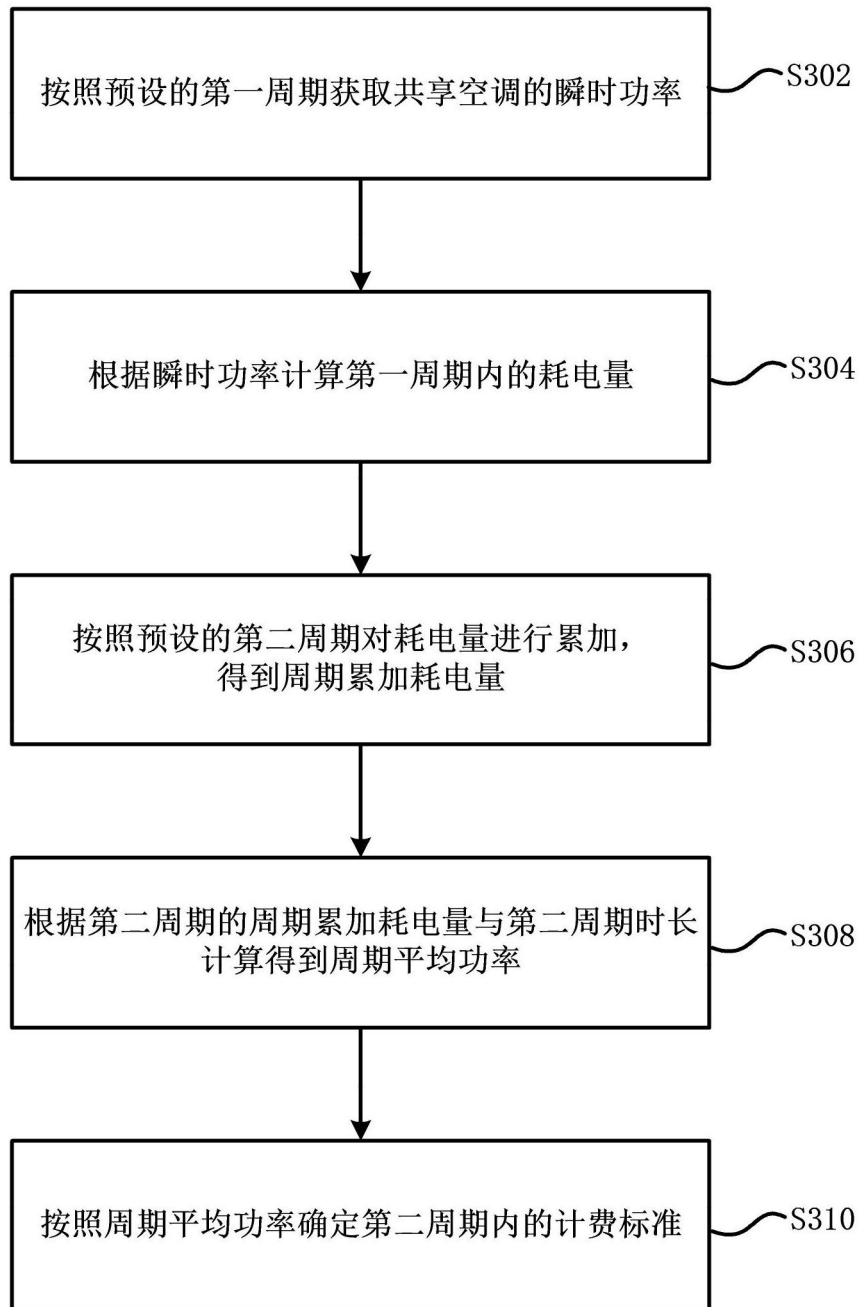 按照预设的第一周期获取共享空调的瞬时功率
S302
根据瞬时功率计算第一周期内的耗电量
S304
按照预设的第二周期对耗电量进行累加，
得到周期累加耗电量
S306
根据第二周期的周期累加耗电量与第二周期时长
计算得到周期平均功率
S308
按照周期平均功率确定第二周期内的计费标准
S310